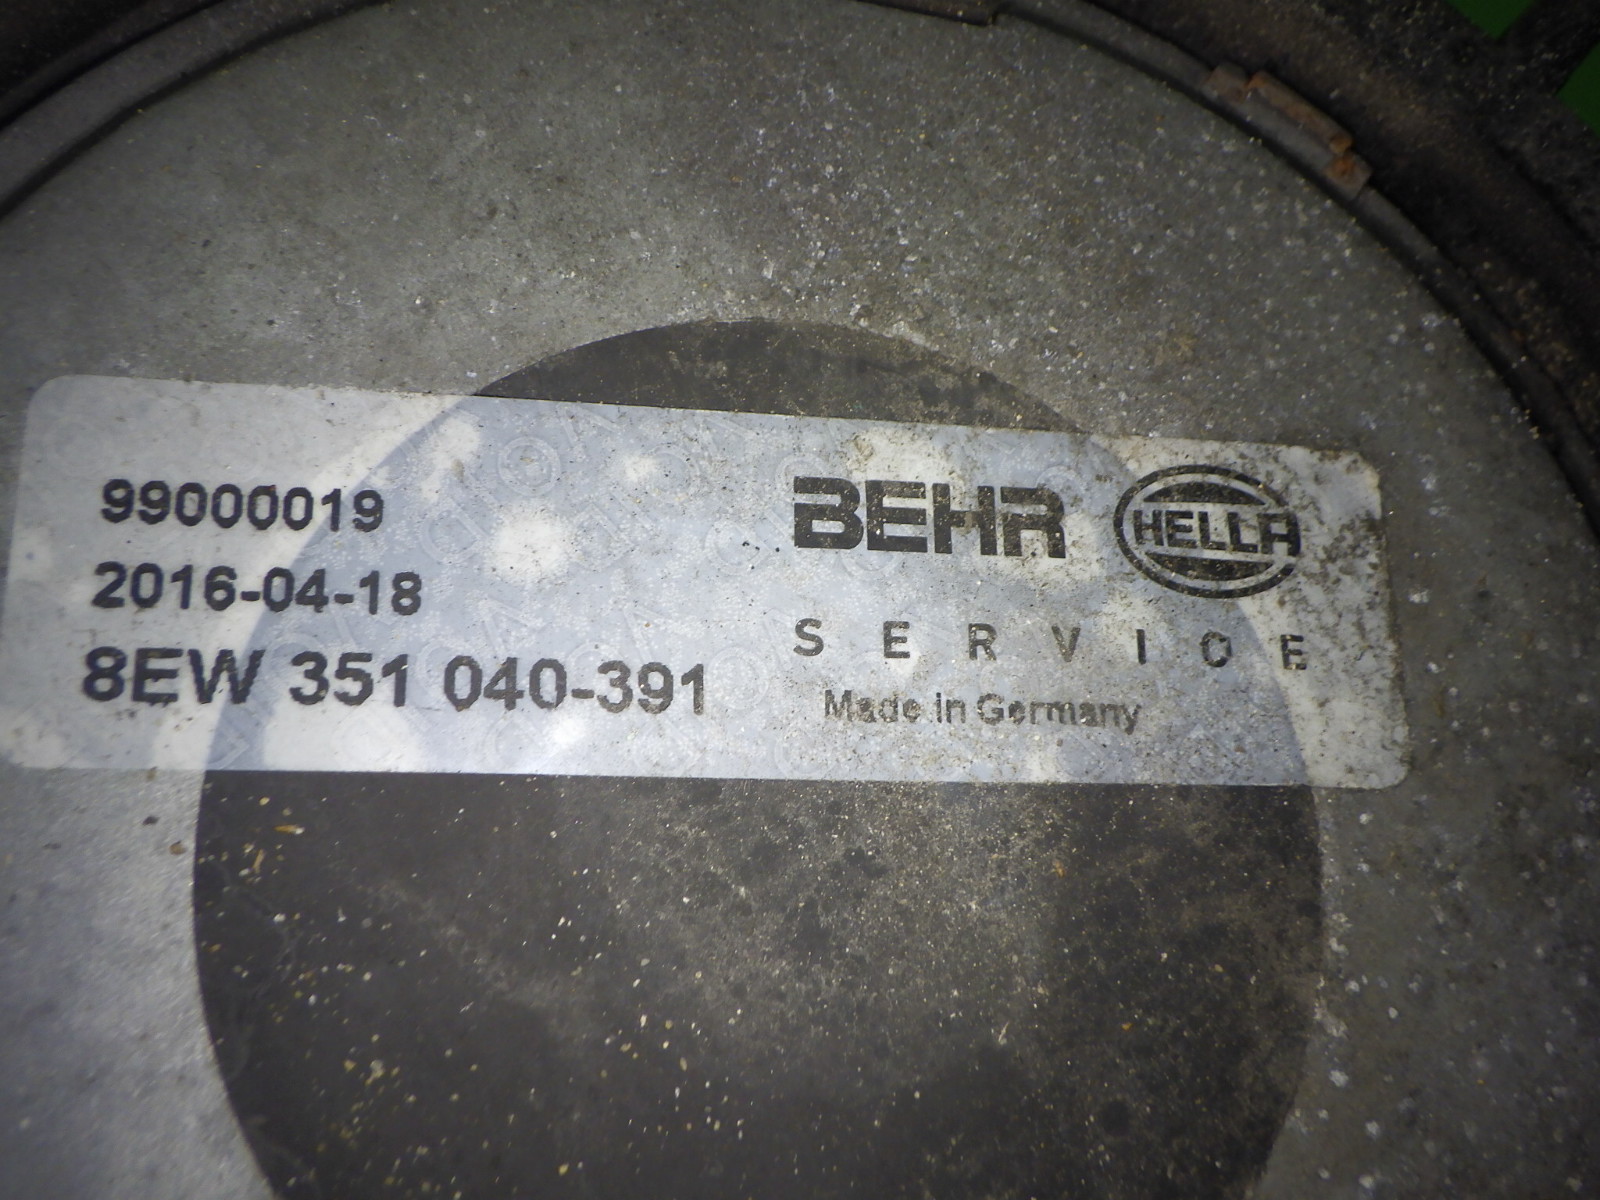 99000019
2016-04-18
8EW 351 040-391
BEHR HELLA
SERVICE
Made in Germany